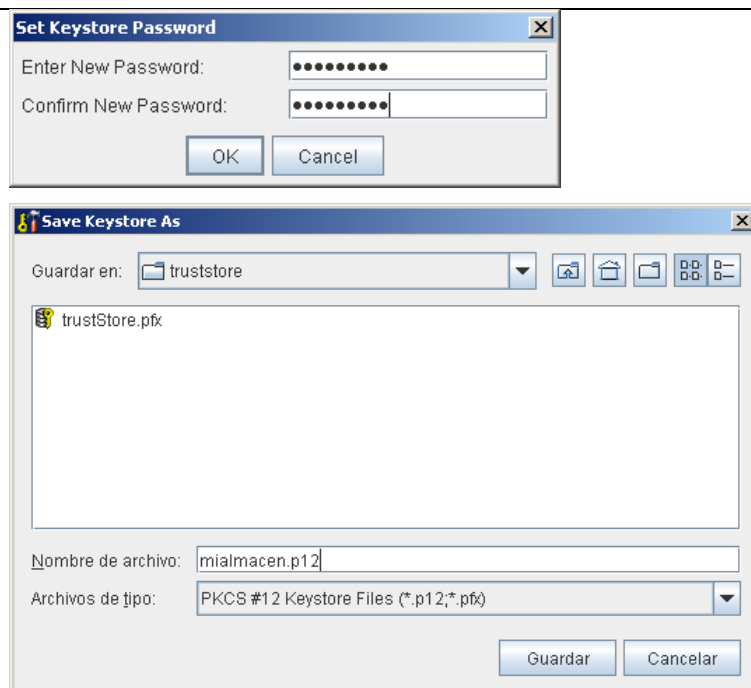 Set Keystore Password
Enter New Password: •••••••••
Confirm New Password: •••••••••
OK Cancel
Save Keystore As
Guardar en: truststore
trustStore.pfx
Nombre de archivo: mialmacen.p12
Archivos de tipo: PKCS #12 Keystore Files (*.p12;*.pfx)
Guardar Cancelar